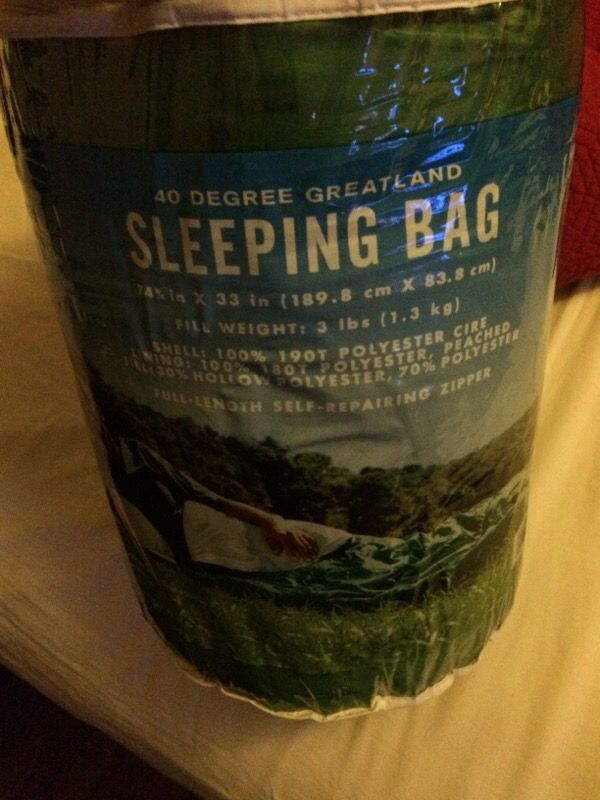 40 DEGREE GREATLAND
SLEEPING BAG
74¾ in X 33 in (189.8 cm X 83.8 cm)
FILL WEIGHT: 3 lbs (1.3 kg)
SHELL: 100% 190T POLYESTER CIRE
LINING: 100% 180T POLYESTER, PEACHED
FILL: 30% HOLLOW POLYESTER, 70% POLYESTER
FULL-LENGTH SELF-REPAIRING ZIPPER